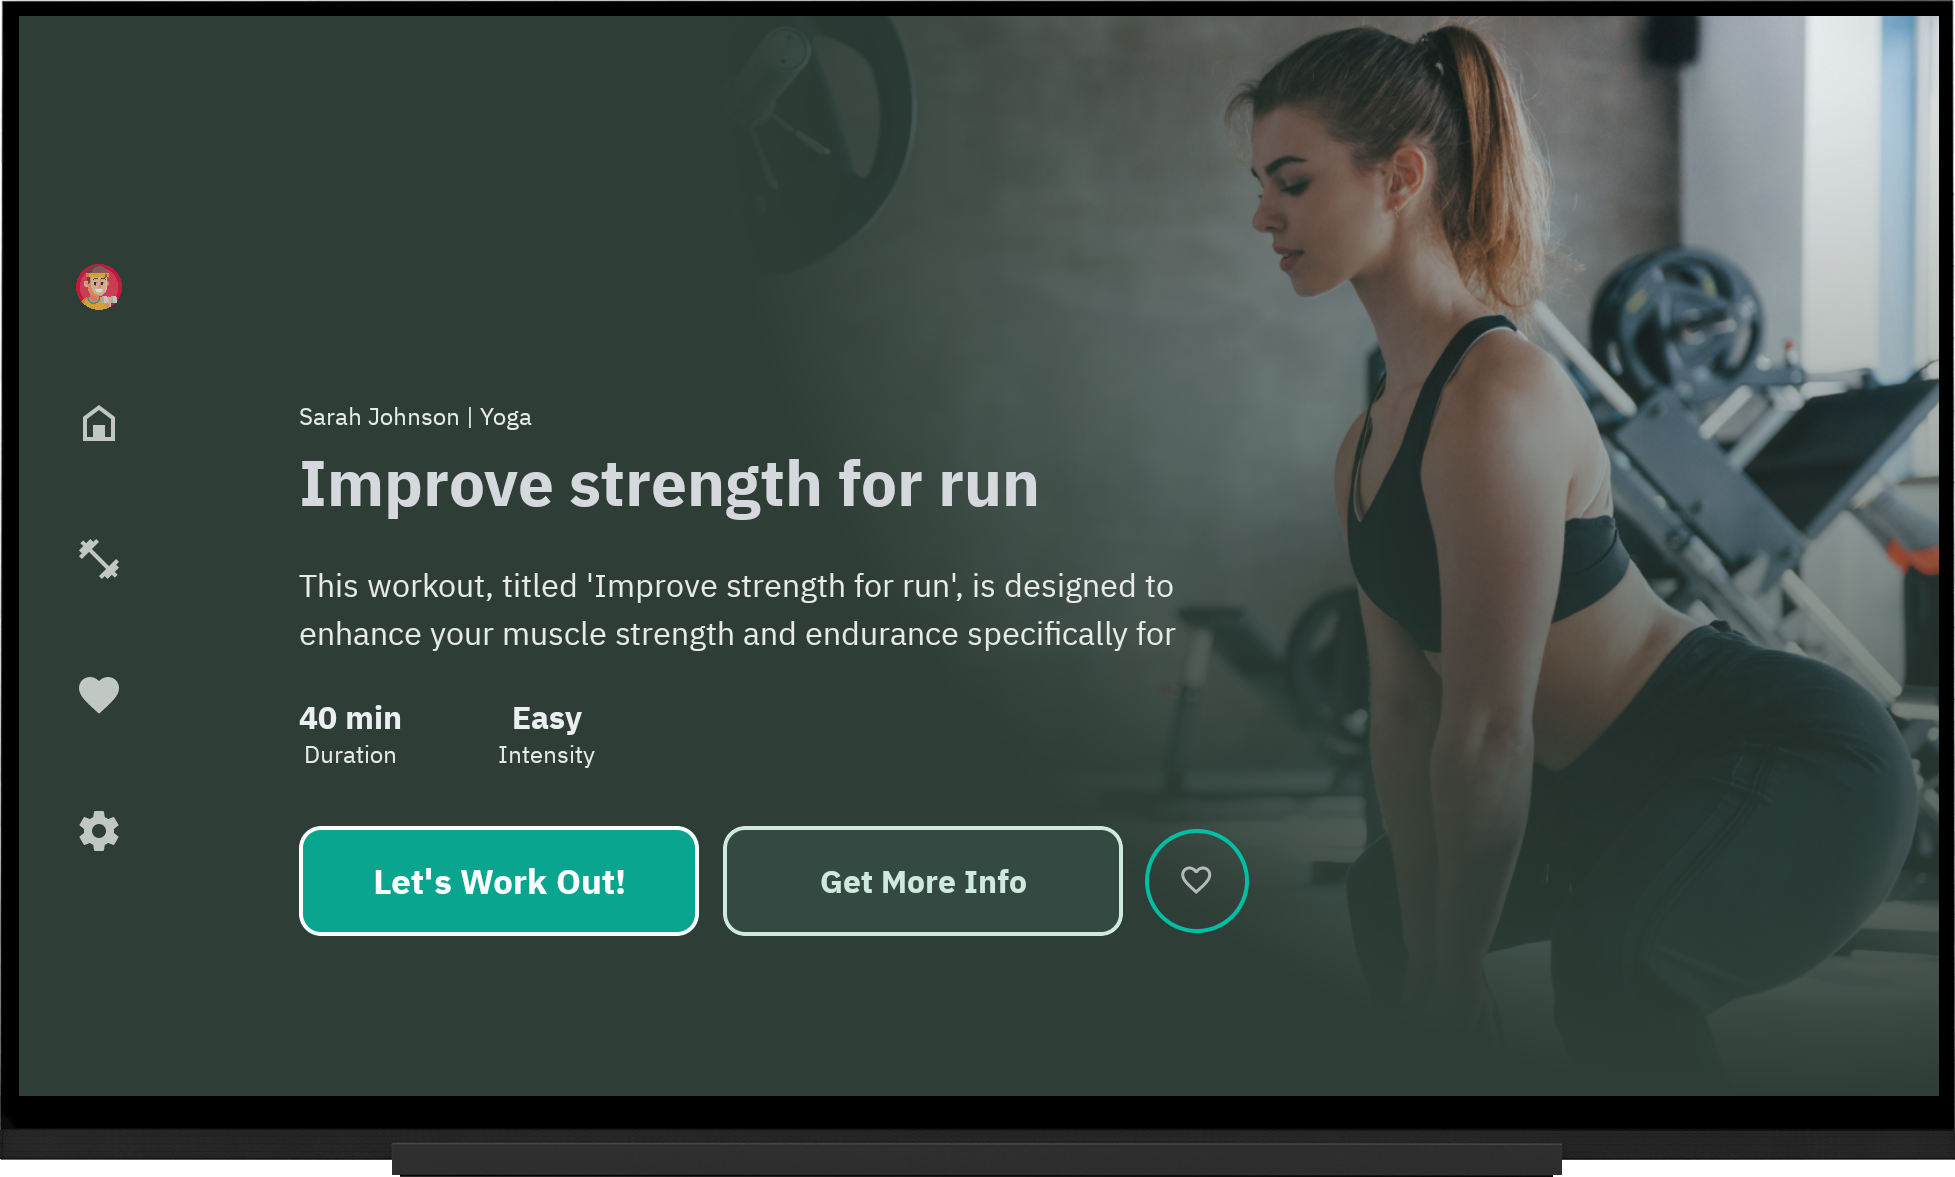 Sarah Johnson | Yoga
Improve strength for run
This workout, titled 'Improve strength for run', is designed to
enhance your muscle strength and endurance specifically for
40 min Easy
Duration Intensity
Let's Work Out! Get More Info